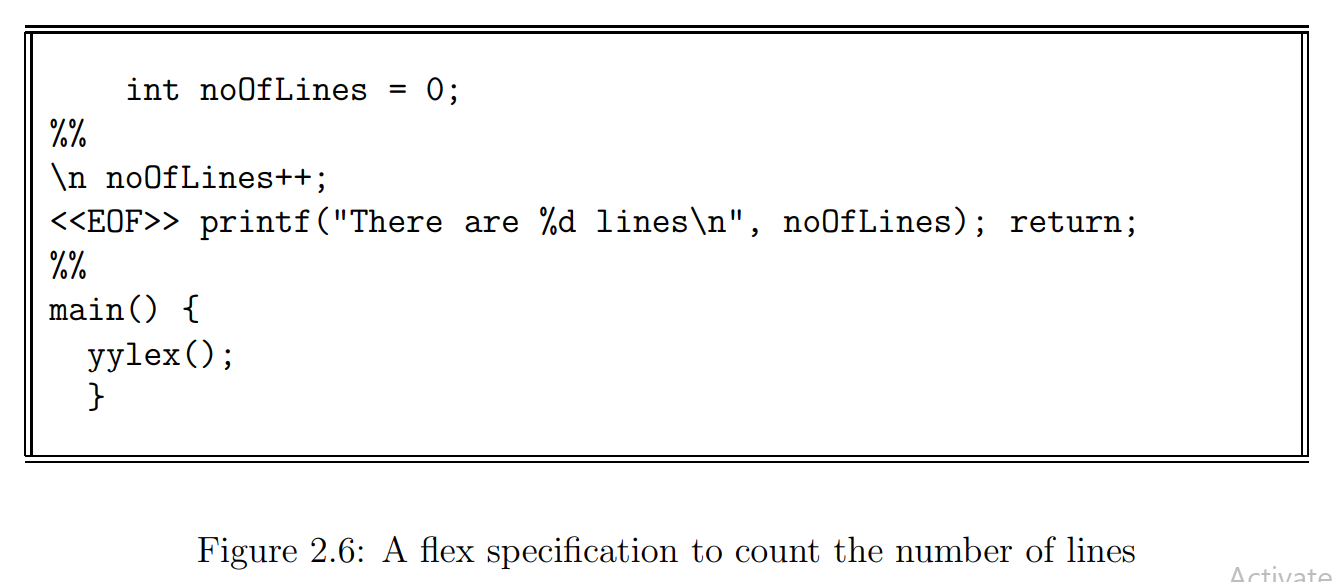 int noOfLines = 0;
%%
\n noOfLines++;
<<EOF>> printf("There are %d lines\n", noOfLines); return;
%%
main() {
yylex();
}
Figure 2.6: A flex specification to count the number of lines
Activate